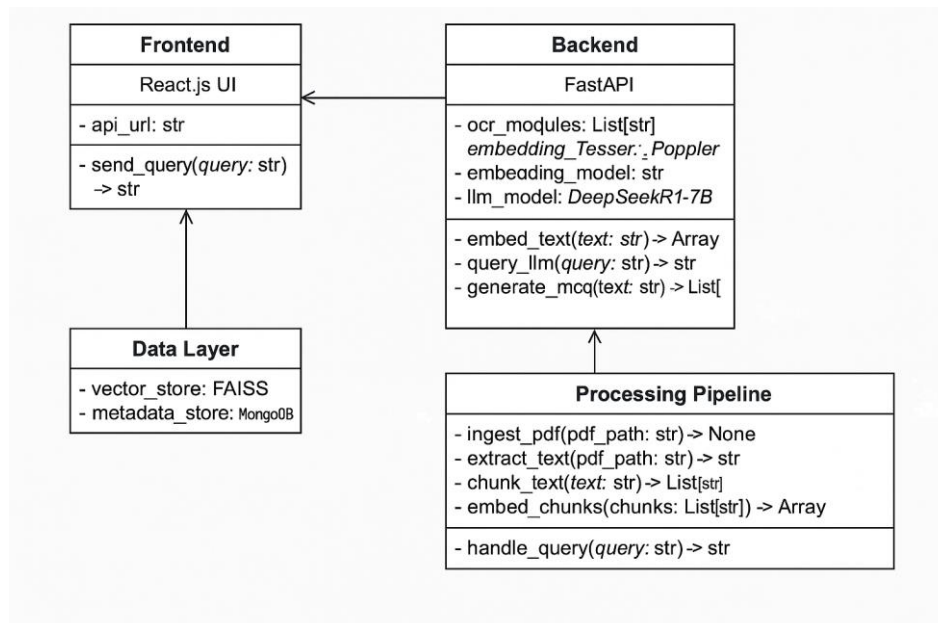 Frontend
React.js UI
- api_url: str
- send_query(query: str)
-> str
Backend
FastAPI
- ocr_modules: List[str]
embedding_Tesser.:. Poppler
- embedding_model: str
- llm_model: DeepSeekR1-7B
- embed_text(text: str) -> Array
- query_llm(query: str) -> str
- generate_mcq(text: str) -> List[
Data Layer
- vector_store: FAISS
- metadata_store: Mongo0B
Processing Pipeline
- ingest_pdf(pdf_path: str) -> None
- extract_text(pdf_path: str) -> str
- chunk_text(text: str) -> List[str]
- embed_chunks(chunks: List[str]) -> Array
- handle_query(query: str) -> str